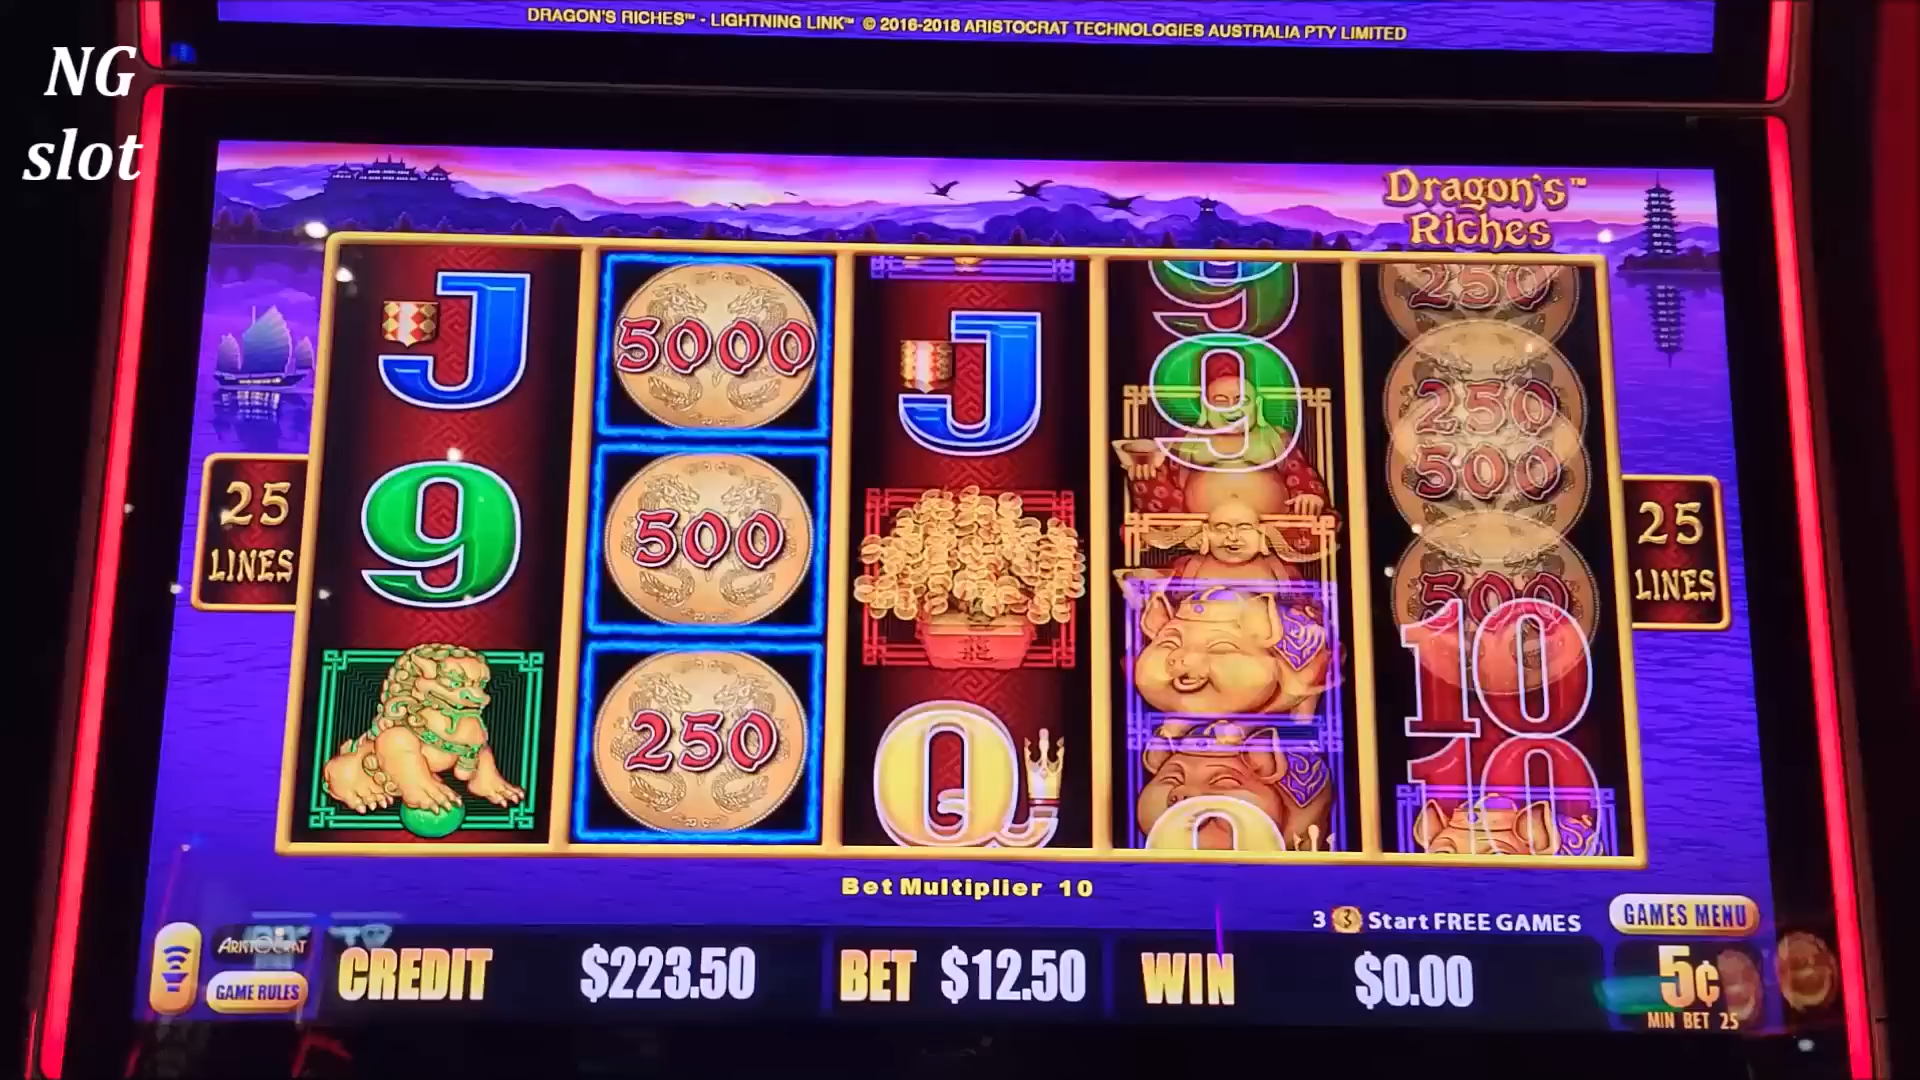 DRAGON'S RICHES™ - LIGHTNING LINK™ © 2016-2018 ARISTOCRAT TECHNOLOGIES AUSTRALIA PTY LIMITED
NG
slot
Dragon's™
Riches
J
5000
J
9
9
250
250
500
500
9
500
250
Q
Q
10
10
龍
25
LINES
25
LINES
Bet Multiplier 10
3 Start FREE GAMES
GAMES MENU
ARISTOCRAT
GAME RULES
CREDIT $223.50
BET $12.50
WIN $0.00
5¢
MIN BET 25